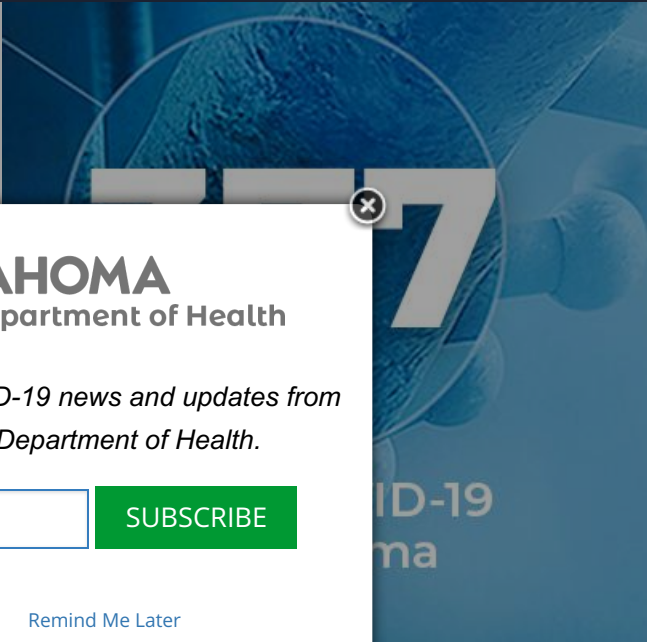 7
AHOMA
partment of Health
D-19 news and updates from
Department of Health.
SUBSCRIBE
ID-19
ma
Remind Me Later